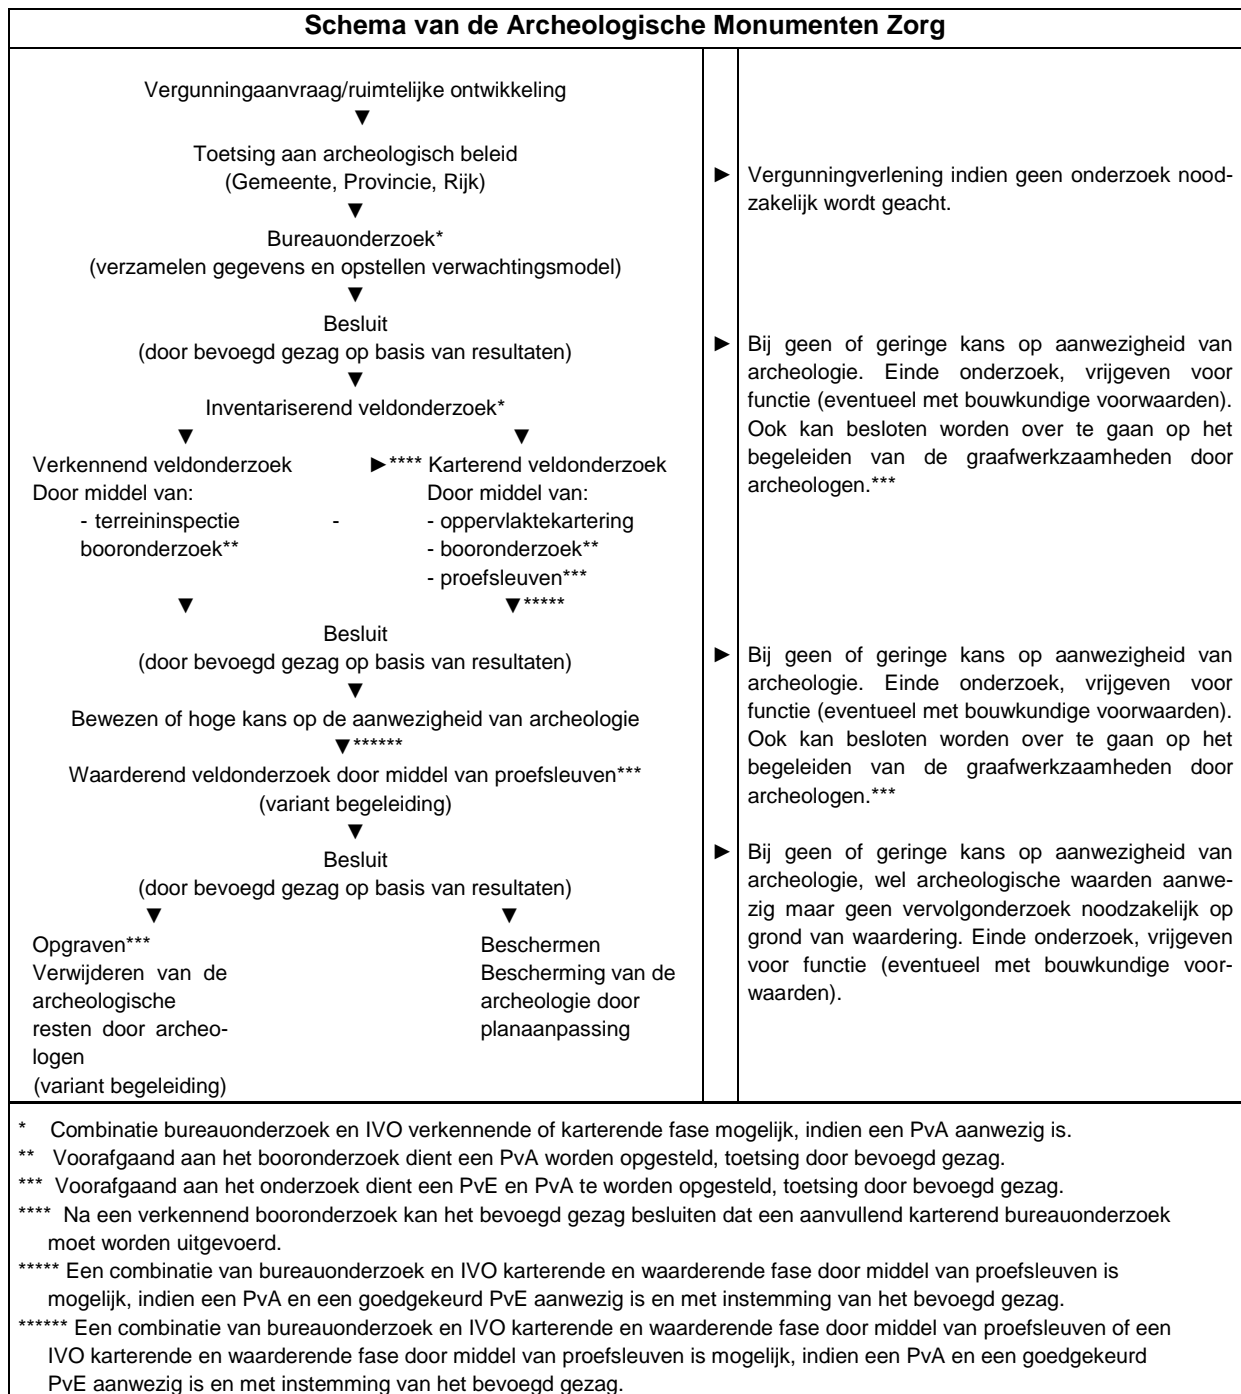 Schema van de Archeologische Monumenten Zorg
Vergunningaanvraag/ruimtelijke ontwikkeling
▼
Toetsing aan archeologisch beleid
(Gemeente, Provincie, Rijk)
▼
Bureauonderzoek*
(verzamelen gegevens en opstellen verwachtingsmodel)
▼
Besluit
(door bevoegd gezag op basis van resultaten)
▼
Inventariserend veldonderzoek*
▼ ▼
Verkennend veldonderzoek ►**** Karterend veldonderzoek
Door middel van: Door middel van:
- terreininspectie - - oppervlaktekartering
booronderzoek** - booronderzoek**
- proefsleuven***
▼ ▼*****
Besluit
(door bevoegd gezag op basis van resultaten)
▼
Bewezen of hoge kans op de aanwezigheid van archeologie
▼******
Waarderend veldonderzoek door middel van proefsleuven***
(variant begeleiding)
▼
Besluit
(door bevoegd gezag op basis van resultaten)
▼ ▼
Opgraven*** Beschermen
Verwijderen van de Bescherming van de
archeologische archeologie door
resten door archeo- planaanpassing
logen
(variant begeleiding)
► Vergunningverlening indien geen onderzoek nood-
zakelijk wordt geacht.
► Bij geen of geringe kans op aanwezigheid van
archeologie. Einde onderzoek, vrijgeven voor
functie (eventueel met bouwkundige voorwaarden).
Ook kan besloten worden over te gaan op het
begeleiden van de graafwerkzaamheden door
archeologen.***
► Bij geen of geringe kans op aanwezigheid van
archeologie. Einde onderzoek, vrijgeven voor
functie (eventueel met bouwkundige voorwaarden).
Ook kan besloten worden over te gaan op het
begeleiden van de graafwerkzaamheden door
archeologen.***
► Bij geen of geringe kans op aanwezigheid van
archeologie, wel archeologische waarden aanwe-
zig maar geen vervolgonderzoek noodzakelijk op
grond van waardering. Einde onderzoek, vrijgeven
voor functie (eventueel met bouwkundige voor-
waarden).
* Combinatie bureauonderzoek en IVO verkennende of karterende fase mogelijk, indien een PvA aanwezig is.
** Voorafgaand aan het booronderzoek dient een PvA worden opgesteld, toetsing door bevoegd gezag.
*** Voorafgaand aan het onderzoek dient een PvE en PvA te worden opgesteld, toetsing door bevoegd gezag.
**** Na een verkennend booronderzoek kan het bevoegd gezag besluiten dat een aanvullend karterend bureauonderzoek
moet worden uitgevoerd.
***** Een combinatie van bureauonderzoek en IVO karterende en waarderende fase door middel van proefsleuven is
mogelijk, indien een PvA en een goedgekeurd PvE aanwezig is en met instemming van het bevoegd gezag.
****** Een combinatie van bureauonderzoek en IVO karterende en waarderende fase door middel van proefsleuven of een
IVO karterende en waarderende fase door middel van proefsleuven is mogelijk, indien een PvA en een goedgekeurd
PvE aanwezig is en met instemming van het bevoegd gezag.